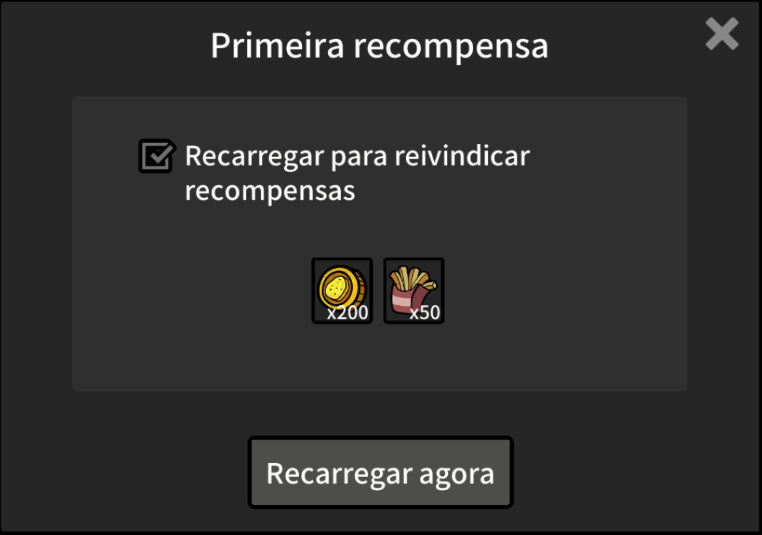 Primeira recompensa
Recarregar para reivindicar
recompensas
x200
x50
Recarregar agora